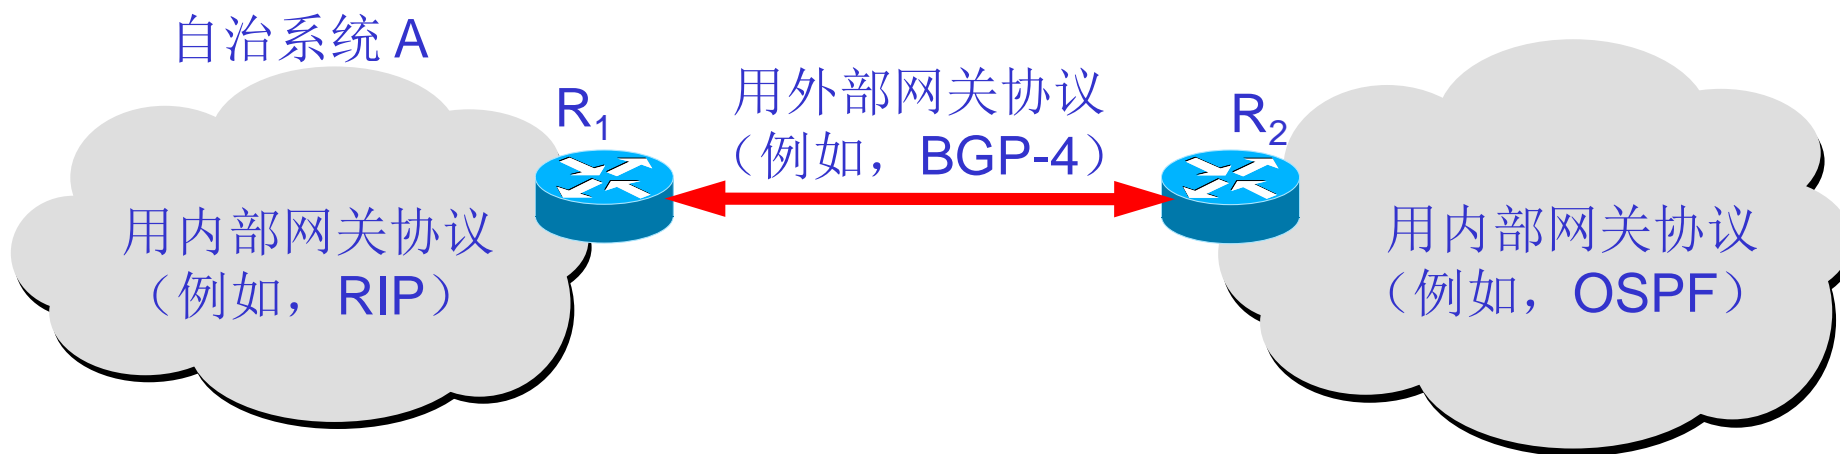 自治系统 A
R1
用外部网关协议
（例如，BGP-4）
R2
用内部网关协议
（例如，RIP）
用内部网关协议
（例如，OSPF）